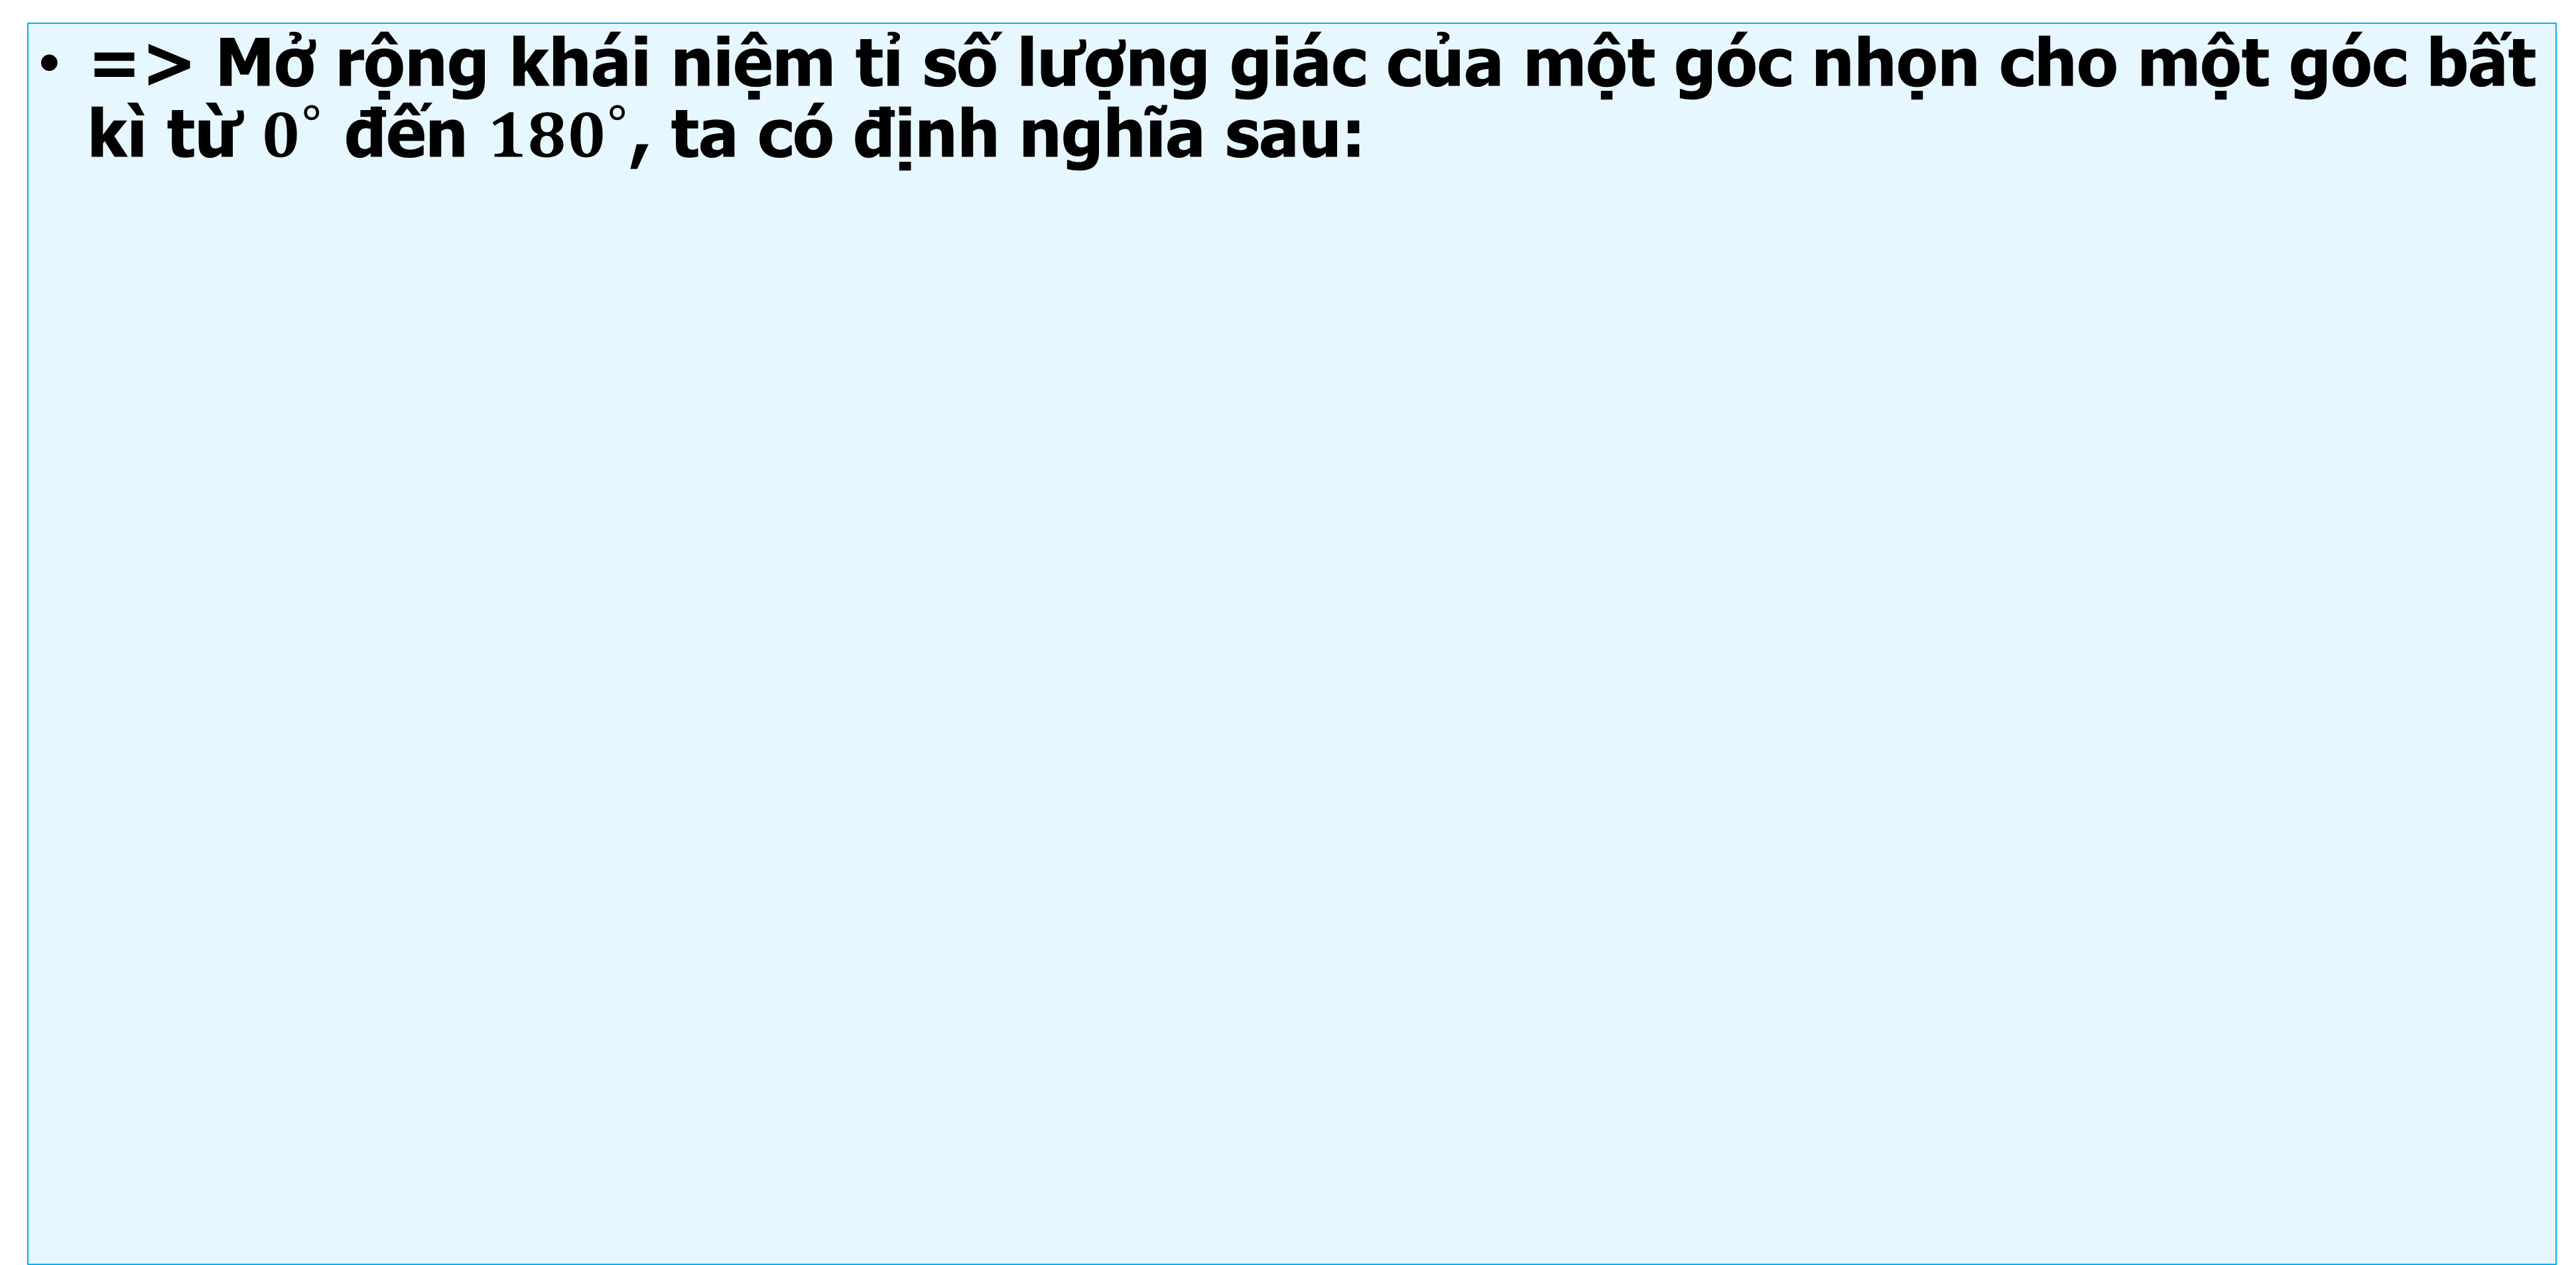 • => Mở rộng khái niệm tỉ số lượng giác của một góc nhọn cho một góc bất
kì từ 0° đến 180°, ta có định nghĩa sau: